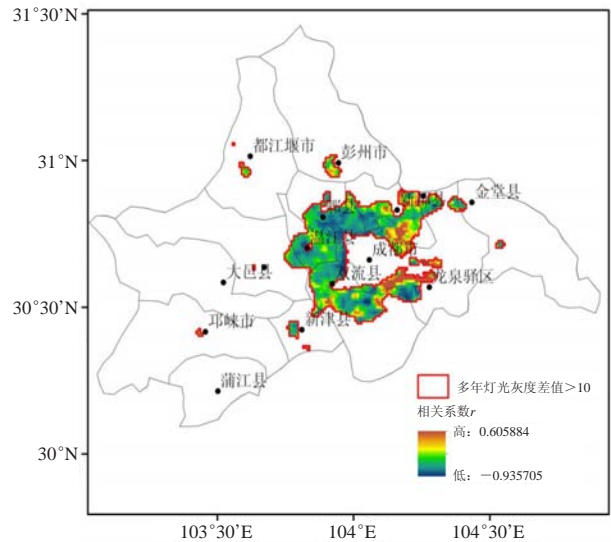 31°30′N
31°N
30°30′N
30°N
都江堰市
彭州市
金堂县
温江县
成都市
大邑县
双流县
龙泉驿区
邛崃市
新津县
蒲江县
多年灯光灰度差值＞10
相关系数r
高：0.605884
低：－0.935705
103°30′E
104°E
104°30′E